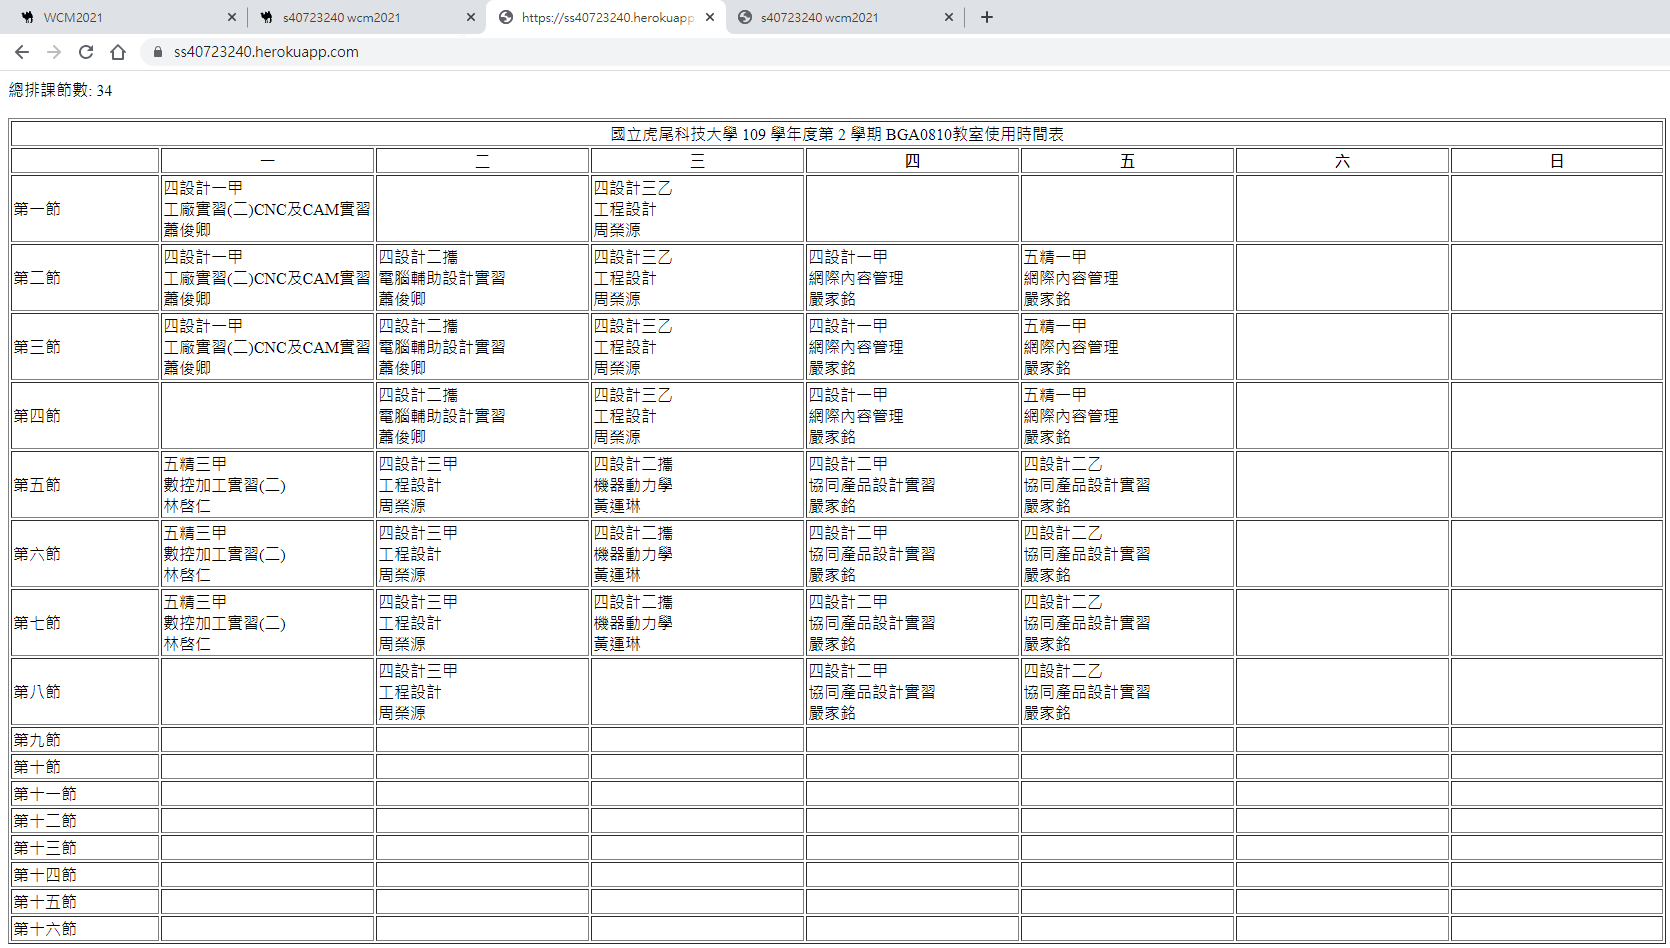 WCM2021
s40723240 wcm2021
https://ss40723240.herokuapp
s40723240 wcm2021
ss40723240.herokuapp.com
總排課節數: 34
國立虎尾科技大學 109 學年度第 2 學期 BGA0810教室使用時間表
一 二 三 四 五 六 日
第一節
四設計一甲
工廠實習(二)CNC及CAM實習
蕭俊卿
四設計三乙
工程設計
周榮源
第二節
四設計一甲
工廠實習(二)CNC及CAM實習
蕭俊卿
四設計二攜
電腦輔助設計實習
蕭俊卿
四設計三乙
工程設計
周榮源
四設計一甲
網際內容管理
嚴家銘
五精一甲
網際內容管理
嚴家銘
第三節
四設計一甲
工廠實習(二)CNC及CAM實習
蕭俊卿
四設計二攜
電腦輔助設計實習
蕭俊卿
四設計三乙
工程設計
周榮源
四設計一甲
網際內容管理
嚴家銘
五精一甲
網際內容管理
嚴家銘
第四節
四設計二攜
電腦輔助設計實習
蕭俊卿
四設計三乙
工程設計
周榮源
四設計一甲
網際內容管理
嚴家銘
五精一甲
網際內容管理
嚴家銘
第五節
五精三甲
數控加工實習(二)
林啓仁
四設計三甲
工程設計
周榮源
四設計二攜
機器動力學
黃運琳
四設計二甲
協同產品設計實習
嚴家銘
四設計二乙
協同產品設計實習
嚴家銘
第六節
五精三甲
數控加工實習(二)
林啓仁
四設計三甲
工程設計
周榮源
四設計二攜
機器動力學
黃運琳
四設計二甲
協同產品設計實習
嚴家銘
四設計二乙
協同產品設計實習
嚴家銘
第七節
五精三甲
數控加工實習(二)
林啓仁
四設計三甲
工程設計
周榮源
四設計二攜
機器動力學
黃運琳
四設計二甲
協同產品設計實習
嚴家銘
四設計二乙
協同產品設計實習
嚴家銘
第八節
四設計三甲
工程設計
周榮源
四設計二甲
協同產品設計實習
嚴家銘
四設計二乙
協同產品設計實習
嚴家銘
第九節
第十節
第十一節
第十二節
第十三節
第十四節
第十五節
第十六節